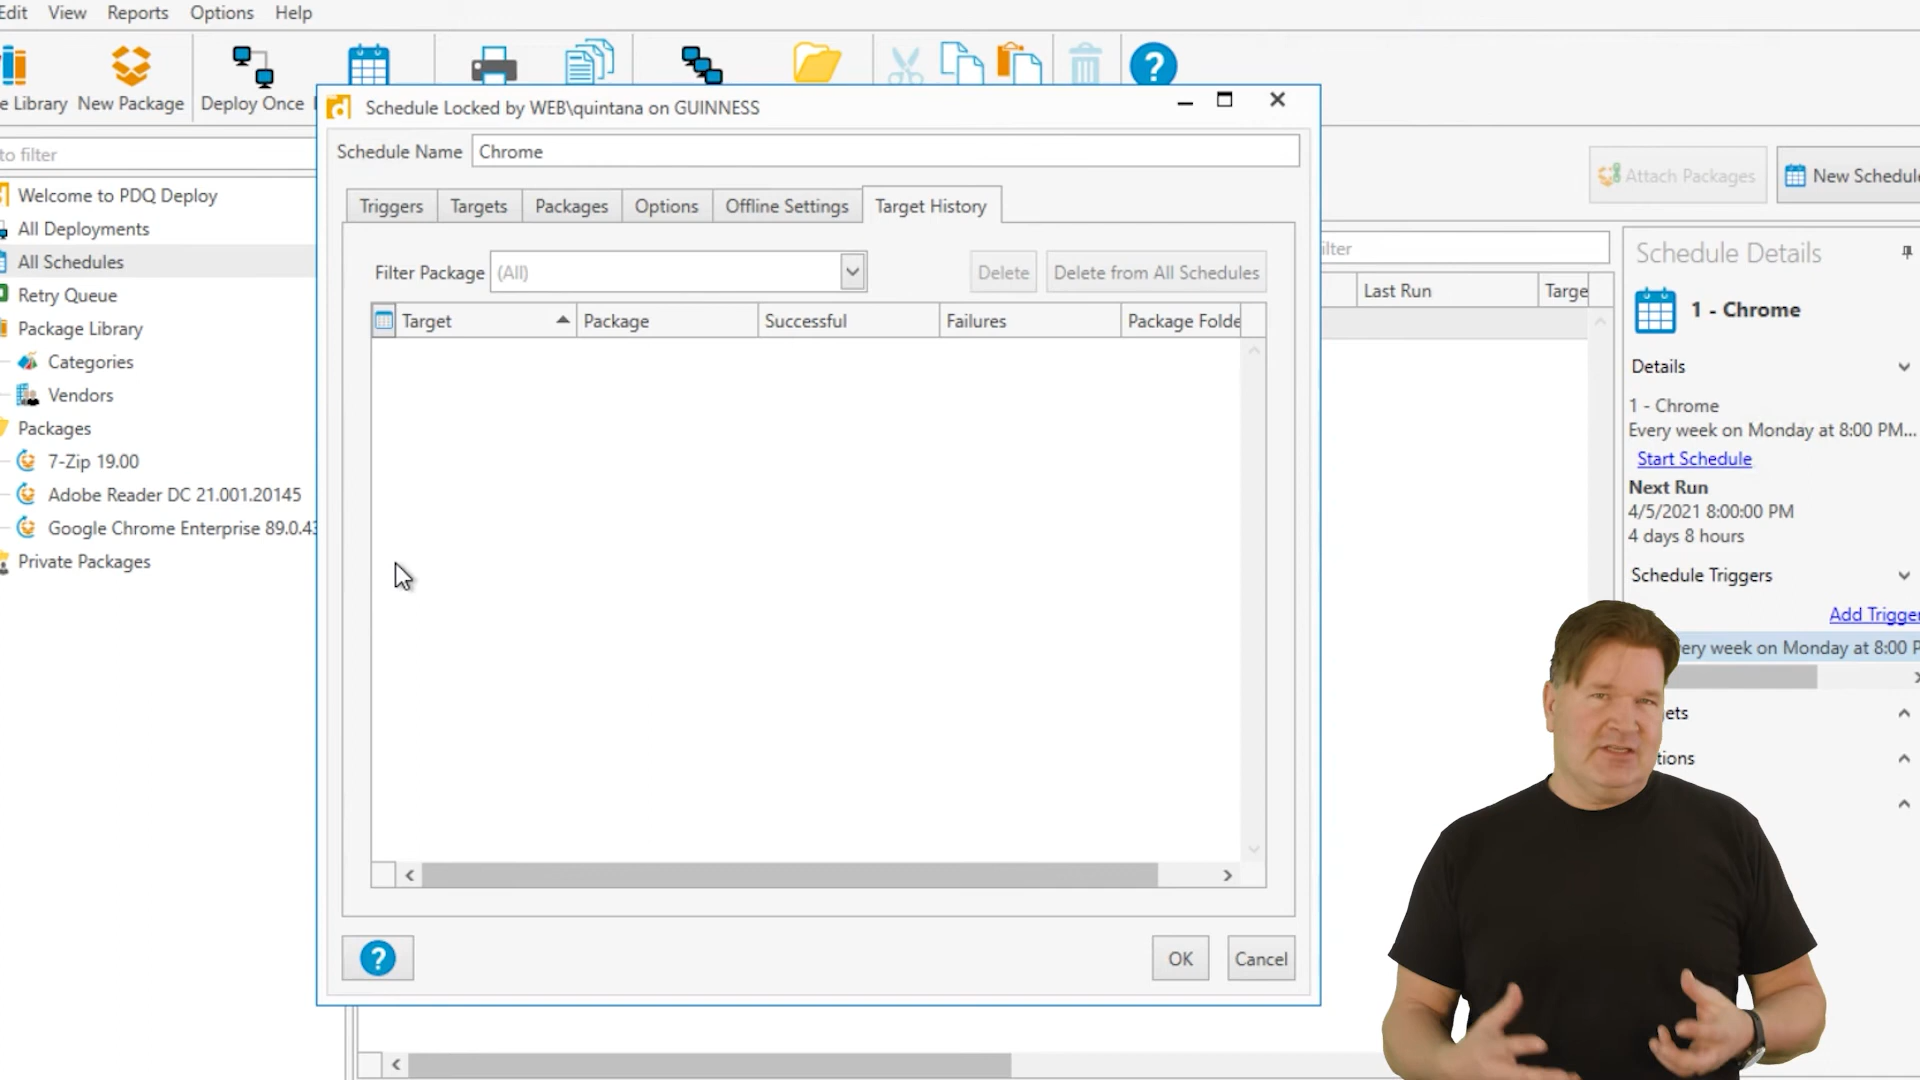 Edit View Reports Options Help
e Library New Package Deploy Once
Schedule Locked by WEB\quintana on GUINNESS
Schedule Name Chrome
Triggers Targets Packages Options Offline Settings Target History
Filter Package (All) Delete Delete from All Schedules
Target Package Successful Failures Package Folde
? OK Cancel
to filter
Welcome to PDQ Deploy
All Deployments
All Schedules
Retry Queue
Package Library
Categories
Vendors
Packages
7-Zip 19.00
Adobe Reader DC 21.001.20145
Google Chrome Enterprise 89.0.43
Private Packages
?
Attach Packages New Schedule
ilter
Last Run Targe
Schedule Details
1 - Chrome
Details
1 - Chrome
Every week on Monday at 8:00 PM...
Start Schedule
Next Run
4/5/2021 8:00:00 PM
4 days 8 hours
Schedule Triggers
Add Trigger
ery week on Monday at 8:00 P
ets
tions